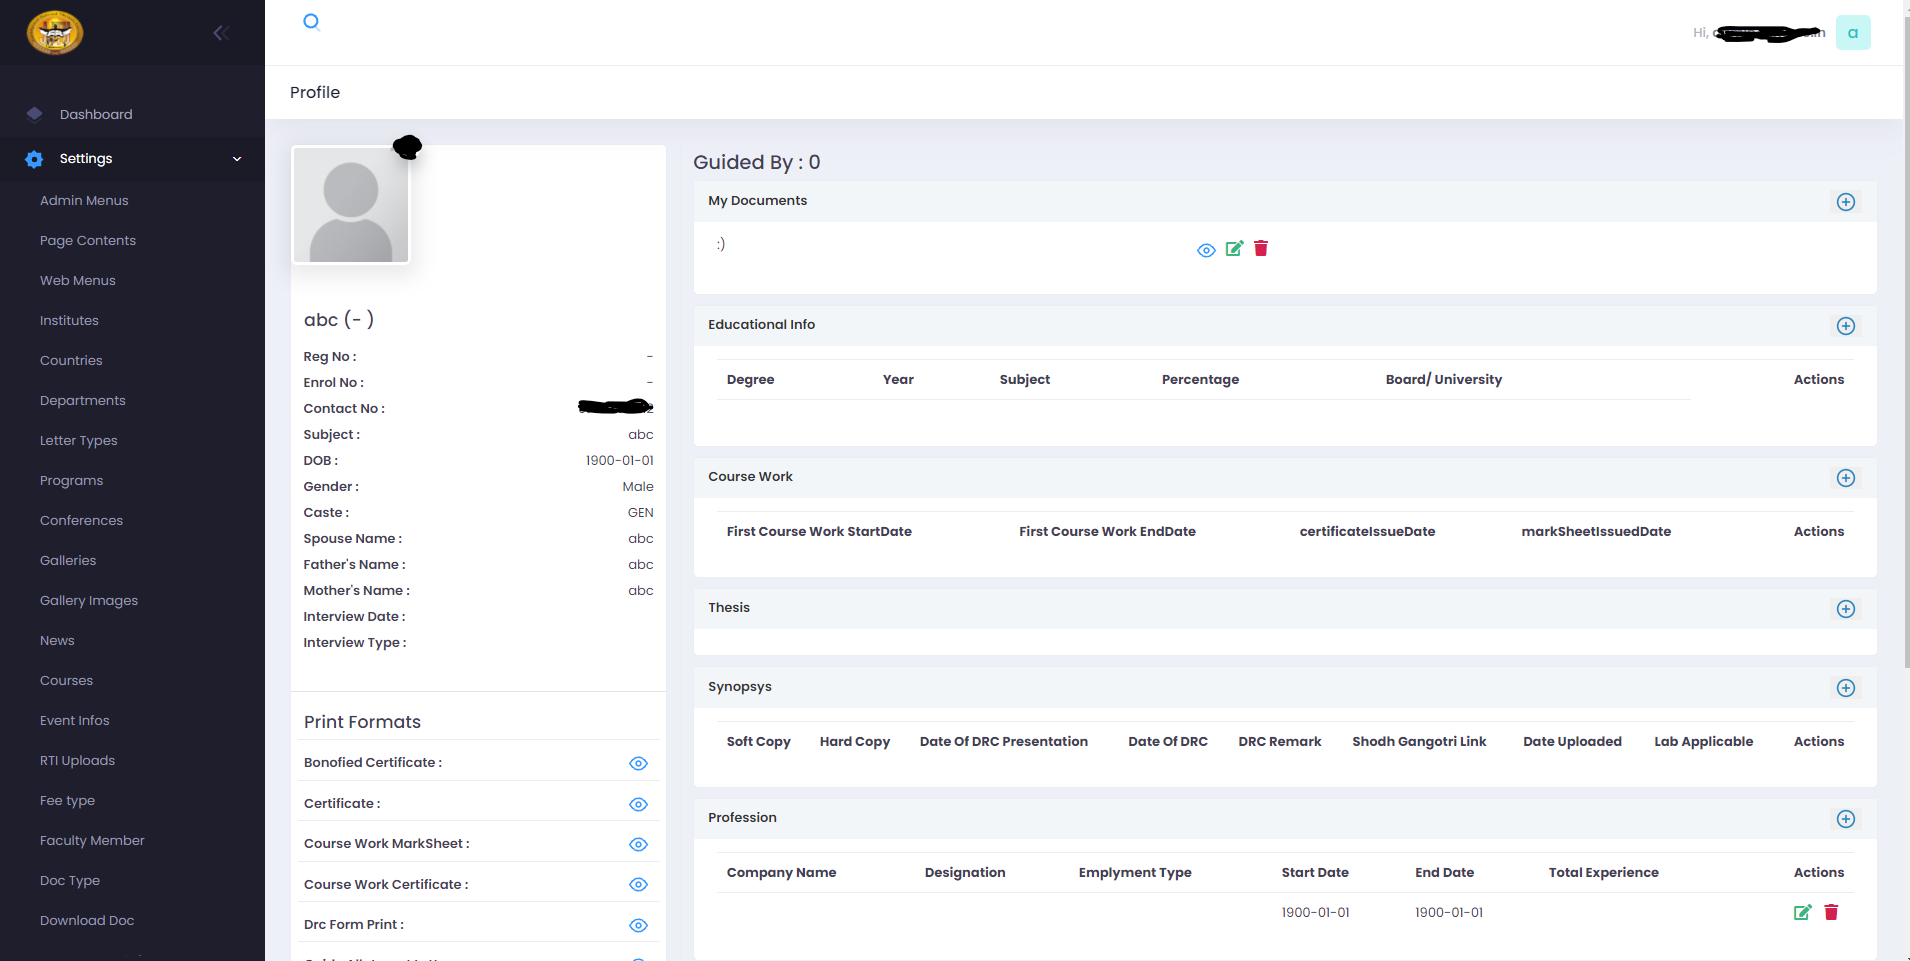 Hi,
a
Profile
Dashboard
Settings
Admin Menus
Page Contents
Web Menus
Institutes
Countries
Departments
Letter Types
Programs
Conferences
Galleries
Gallery Images
News
Courses
Event Infos
RTI Uploads
Fee type
Faculty Member
Doc Type
Download Doc
abc (- )
Reg No : -
Enrol No : -
Contact No :
Subject : abc
DOB : 1900-01-01
Gender : Male
Caste : GEN
Spouse Name : abc
Father's Name : abc
Mother's Name : abc
Interview Date :
Interview Type :
Print Formats
Bonofied Certificate :
Certificate :
Course Work MarkSheet :
Course Work Certificate :
Drc Form Print :
Guided By : 0
My Documents
:)
Educational Info
Degree Year Subject Percentage Board/ University Actions
Course Work
First Course Work StartDate First Course Work EndDate certificateIssueDate markSheetIssuedDate Actions
Thesis
Synopsys
Soft Copy Hard Copy Date Of DRC Presentation Date Of DRC DRC Remark Shodh Gangotri Link Date Uploaded Lab Applicable Actions
Profession
Company Name Designation Emplyment Type Start Date End Date Total Experience Actions
1900-01-01 1900-01-01